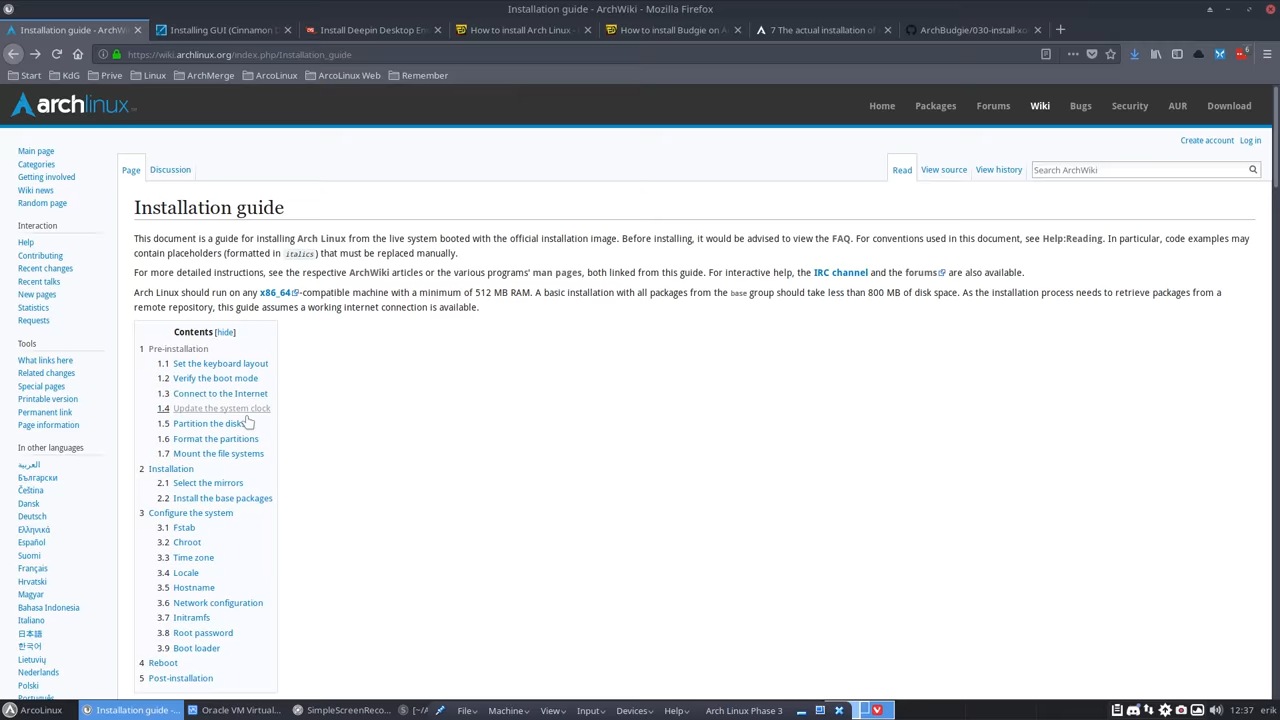 Installation guide - ArchWiki - Mozilla Firefox
Installation guide - ArchWi
Installing GUI (Cinnamon D
Install Deepin Desktop En
How to install Arch Linux -
How to install Budgie on A
7 The actual installation of
ArchBudgie/030-install-xo
https://wiki.archlinux.org/index.php/Installation_guide
6
Start KdG Prive Linux ArchMerge ArcoLinux ArcoLinux Web Remember
archlinux
Home Packages Forums Wiki Bugs Security AUR Download
Create account Log in
Main page
Categories
Getting involved
Wiki news
Random page
Interaction
Help
Contributing
Recent changes
Recent talks
New pages
Statistics
Requests
Tools
What links here
Related changes
Special pages
Printable version
Permanent link
Page information
In other languages
العربية
Български
Čeština
Dansk
Deutsch
Ελληνικά
Español
Suomi
Français
Hrvatski
Magyar
Bahasa Indonesia
Italiano
日本語
한국어
Lietuvių
Nederlands
Polski
Português
Page Discussion
Read View source View history
Search ArchWiki
Installation guide
This document is a guide for installing Arch Linux from the live system booted with the official installation image. Before installing, it would be advised to view the FAQ. For conventions used in this document, see Help:Reading. In particular, code examples may
contain placeholders (formatted in italics) that must be replaced manually.
For more detailed instructions, see the respective ArchWiki articles or the various programs' man pages, both linked from this guide. For interactive help, the IRC channel and the forums are also available.
Arch Linux should run on any x86_64-compatible machine with a minimum of 512 MB RAM. A basic installation with all packages from the base group should take less than 800 MB of disk space. As the installation process needs to retrieve packages from a
remote repository, this guide assumes a working internet connection is available.
Contents [hide]
1 Pre-installation
1.1 Set the keyboard layout
1.2 Verify the boot mode
1.3 Connect to the Internet
1.4 Update the system clock
1.5 Partition the disks
1.6 Format the partitions
1.7 Mount the file systems
2 Installation
2.1 Select the mirrors
2.2 Install the base packages
3 Configure the system
3.1 Fstab
3.2 Chroot
3.3 Time zone
3.4 Locale
3.5 Hostname
3.6 Network configuration
3.7 Initramfs
3.8 Root password
3.9 Boot loader
4 Reboot
5 Post-installation
ArcoLinux
Installation guide -...
Oracle VM Virtual...
SimpleScreenReco...
[~/A
File Machine View Input Devices Help
Arch Linux Phase 3
12:37 erik